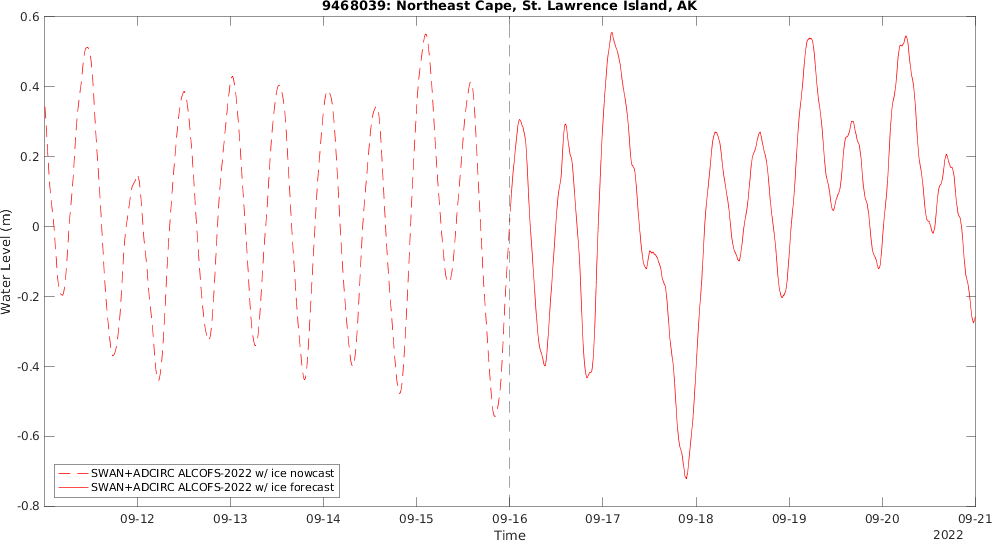 9468039: Northeast Cape, St. Lawrence Island, AK
0.6
0.4
0.2
0
-0.2
-0.4
-0.6
-0.8
Water Level (m)
SWAN+ADCIRC ALCOFS-2022 w/ ice nowcast
SWAN+ADCIRC ALCOFS-2022 w/ ice forecast
09-12 09-13 09-14 09-15 09-16 09-17 09-18 09-19 09-20 09-21
Time
2022